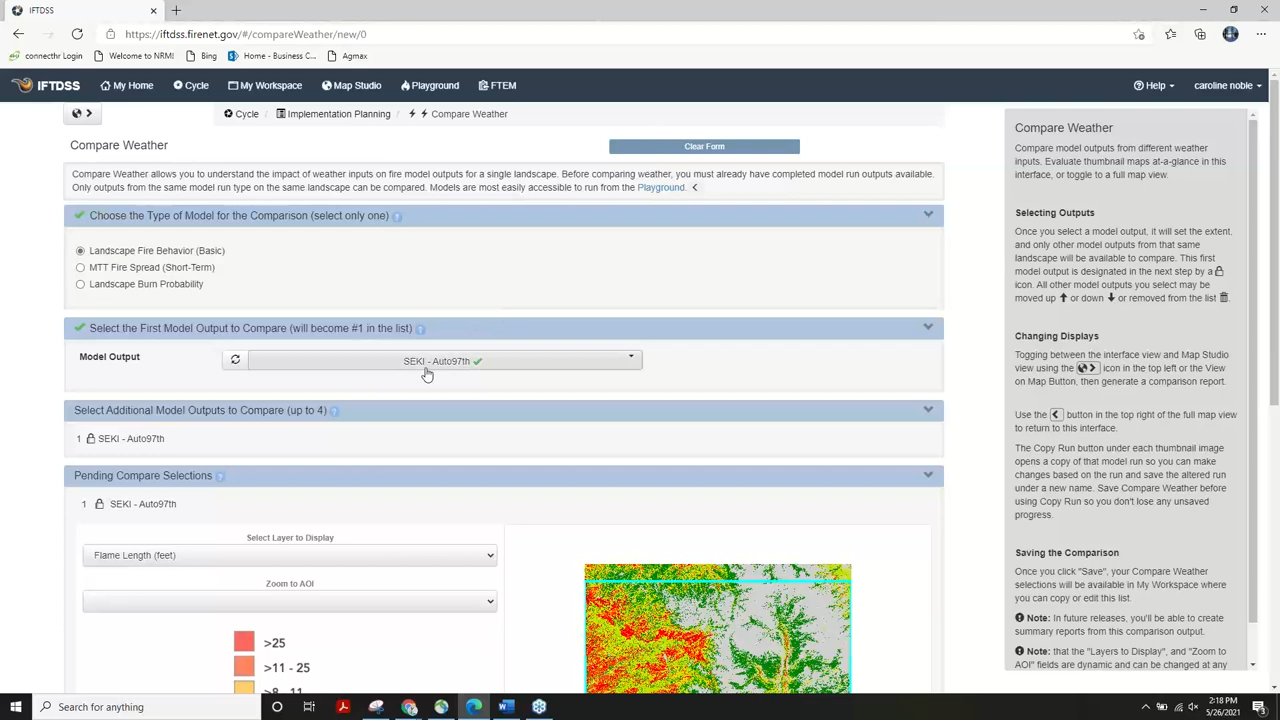 IFTDSS
https://iftdss.firenet.gov/#/compareWeather/new/0
connecthr Login
Welcome to NRMI
Bing
Home - Business C...
Agmax
IFTDSS
My Home
Cycle
My Workspace
Map Studio
Playground
FTEM
Help
caroline noble
Cycle / Implementation Planning / Compare Weather
Compare Weather
Clear Form
Compare Weather allows you to understand the impact of weather inputs on fire model outputs for a single landscape. Before comparing weather, you must already have completed model run outputs available.
Only outputs from the same model run type on the same landscape can be compared. Models are most easily accessible to run from the Playground.
Choose the Type of Model for the Comparison (select only one)
Landscape Fire Behavior (Basic)
MTT Fire Spread (Short-Term)
Landscape Burn Probability
Select the First Model Output to Compare (will become #1 in the list)
Model Output
SEKI - Auto97th
Select Additional Model Outputs to Compare (up to 4)
1 SEKI - Auto97th
Pending Compare Selections
1 SEKI - Auto97th
Select Layer to Display
Flame Length (feet)
Zoom to AOI
>25
>11 - 25
>8 - 11
Compare Weather
Compare model outputs from different weather
inputs. Evaluate thumbnail maps at-a-glance in this
interface, or toggle to a full map view.
Selecting Outputs
Once you select a model output, it will set the extent,
and only other model outputs from that same
landscape will be available to compare. This first
model output is designated in the next step by a
icon. All other model outputs you select may be
moved up or down or removed from the list
Changing Displays
Togging between the interface view and Map Studio
view using the icon in the top left or the View
on Map Button, then generate a comparison report.
Use the button in the top right of the full map view
to return to this interface.
The Copy Run button under each thumbnail image
opens a copy of that model run so you can make
changes based on the run and save the altered run
under a new name. Save Compare Weather before
using Copy Run so you don't lose any unsaved
progress.
Saving the Comparison
Once you click "Save", your Compare Weather
selections will be available in My Workspace where
you can copy or edit this list.
Note: In future releases, you'll be able to create
summary reports from this comparison output.
Note: that the "Layers to Display", and "Zoom to
AOI" fields are dynamic and can be changed at any
Search for anything
2:18 PM
5/26/2021